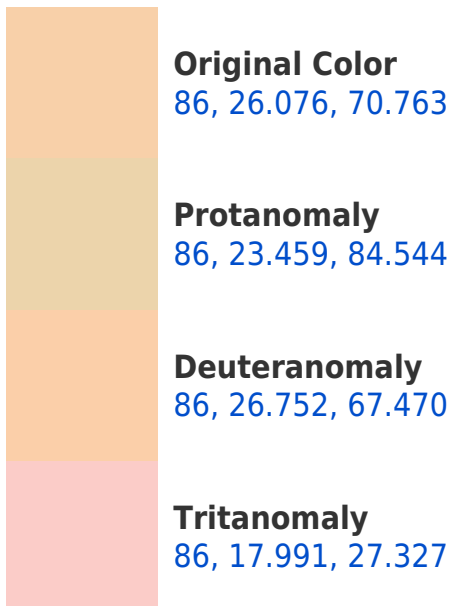 Original Color
86, 26.076, 70.763
Protanomaly
86, 23.459, 84.544
Deuteranomaly
86, 26.752, 67.470
Tritanomaly
86, 17.991, 27.327